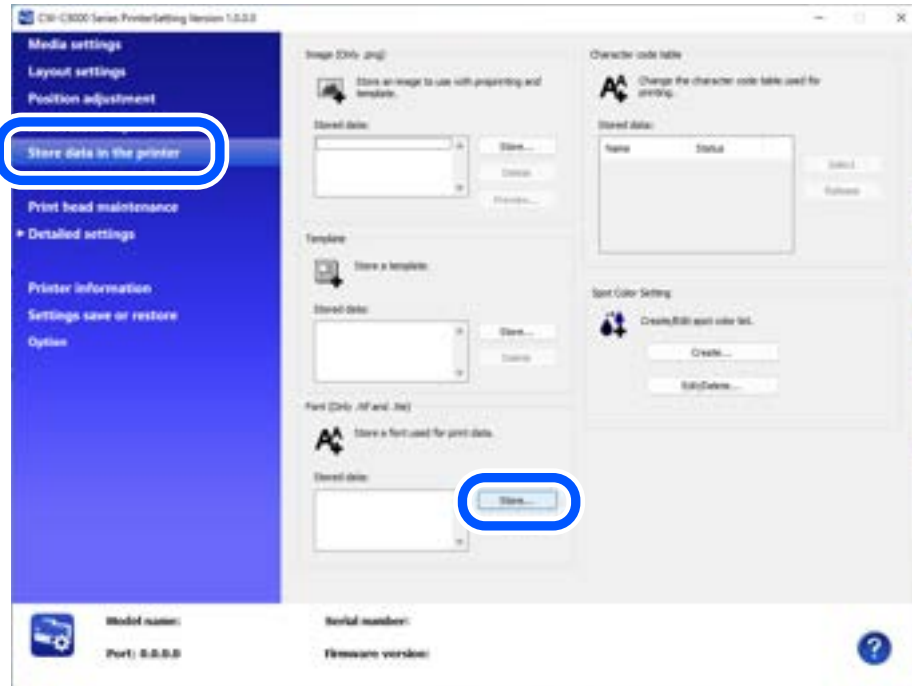 CW-C8000 Series PrinterSetting Version 1.0.0.0
Media settings
Layout settings
Position adjustment
Store data in the printer
Print head maintenance
Detailed settings
Printer information
Settings save or restore
Option
Image (Only .png)
Store an image to use with preprinting and
template.
Stored data:
Store...
Delete
Preview...
Template
Store a template.
Stored data:
Store...
Delete
Font (Only .ttf and .tte)
Store a font used for print data.
Stored data:
Store...
Character code table
Change the character code table used for
printing.
Stored data:
Name Status
Select
Release
Spot Color Setting
Create/Edit spot color list.
Create...
Edit/Delete...
Model name:
Port: 0.0.0.0
Serial number:
Firmware version:
?